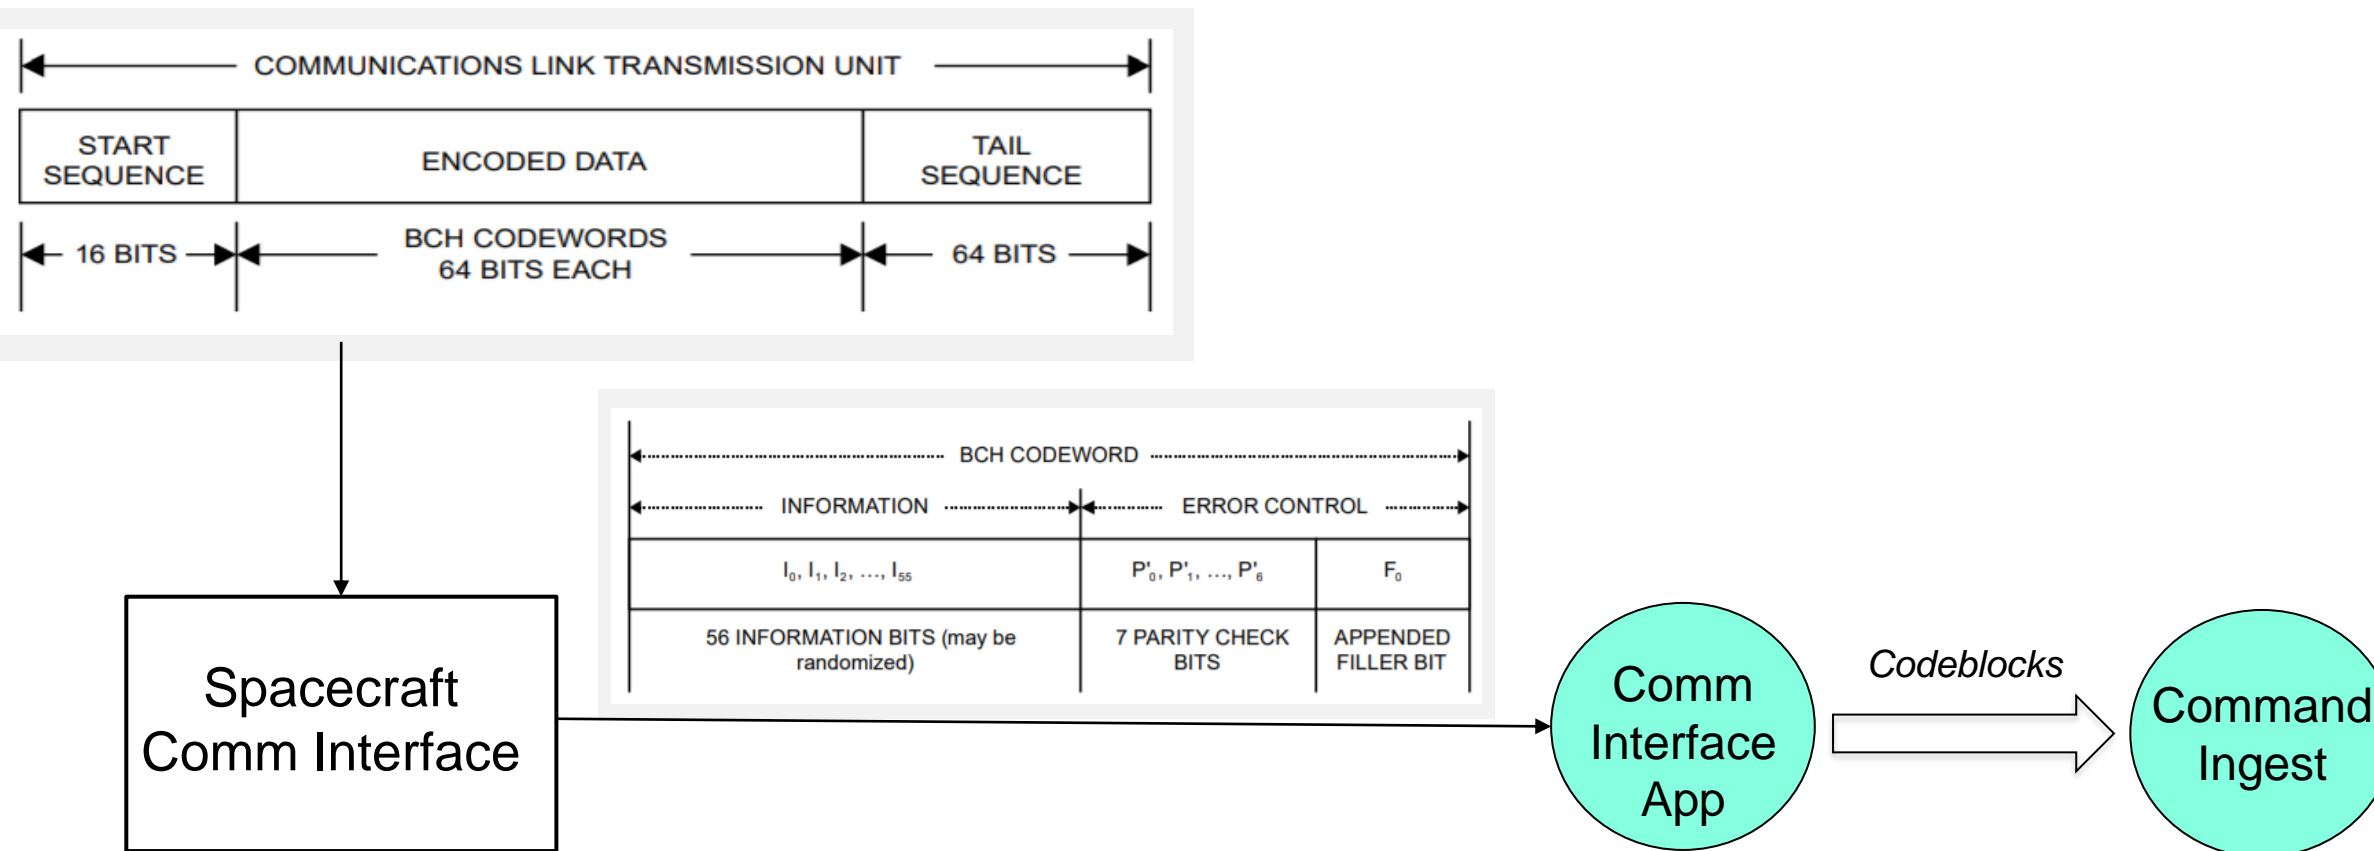 COMMUNICATIONS LINK TRANSMISSION UNIT
START
SEQUENCE
ENCODED DATA
TAIL
SEQUENCE
16 BITS
BCH CODEWORDS
64 BITS EACH
64 BITS
BCH CODEWORD
INFORMATION
ERROR CONTROL
I₀, I₁, I₂, ..., I₅₅
P'₀, P'₁, ..., P'₆
F₀
56 INFORMATION BITS (may be
randomized)
7 PARITY CHECK
BITS
APPENDED
FILLER BIT
Spacecraft
Comm Interface
Comm
Interface
App
Codeblocks
Command
Ingest